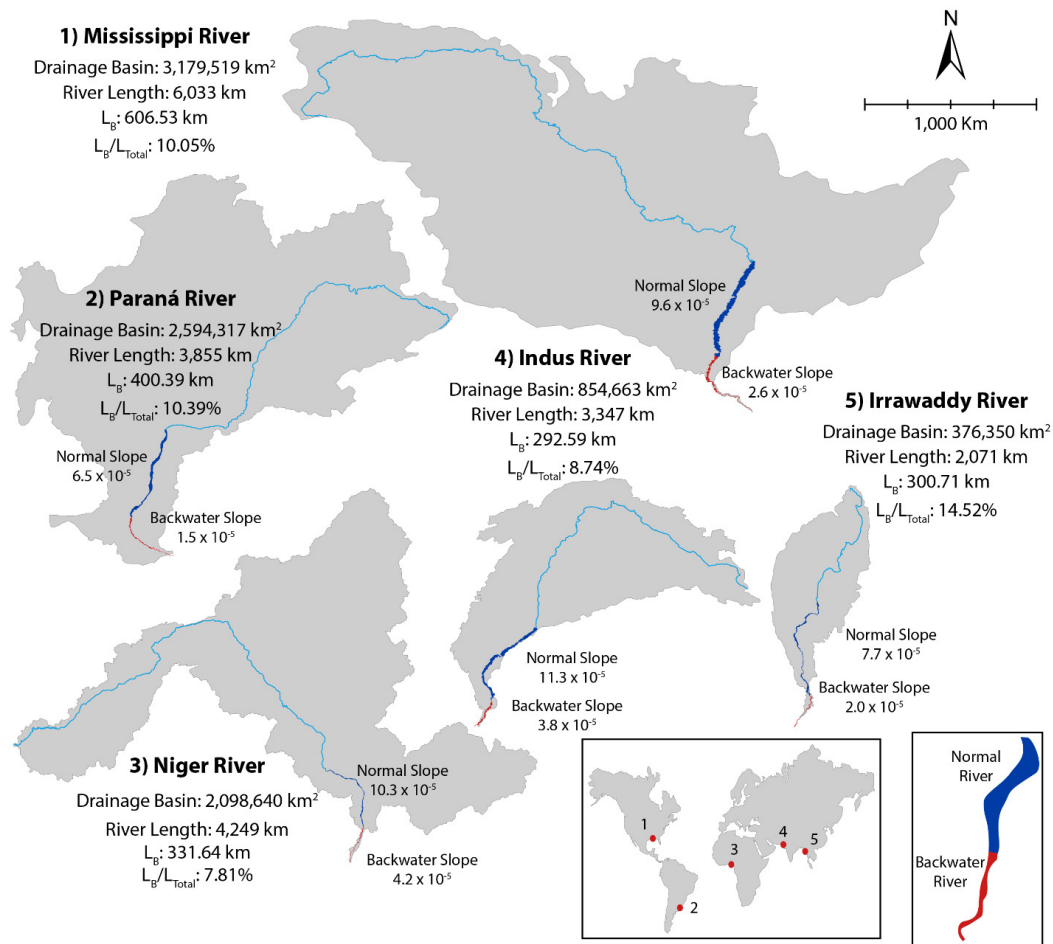 1) Mississippi River
Drainage Basin: 3,179,519 km²
River Length: 6,033 km
L_B: 606.53 km
L_B/L_Total: 10.05%
N
1,000 Km
Normal Slope
9.6 x 10⁻⁵
Backwater Slope
2.6 x 10⁻⁵
2) Paraná River
Drainage Basin: 2,594,317 km²
River Length: 3,855 km
L_B: 400.39 km
L_B/L_Total: 10.39%
Normal Slope
6.5 x 10⁻⁵
Backwater Slope
1.5 x 10⁻⁵
4) Indus River
Drainage Basin: 854,663 km²
River Length: 3,347 km
L_B: 292.59 km
L_B/L_Total: 8.74%
Normal Slope
11.3 x 10⁻⁵
Backwater Slope
3.8 x 10⁻⁵
5) Irrawaddy River
Drainage Basin: 376,350 km²
River Length: 2,071 km
L_B: 300.71 km
L_B/L_Total: 14.52%
Normal Slope
7.7 x 10⁻⁵
Backwater Slope
2.0 x 10⁻⁵
3) Niger River
Drainage Basin: 2,098,640 km²
River Length: 4,249 km
L_B: 331.64 km
L_B/L_Total: 7.81%
Normal Slope
10.3 x 10⁻⁵
Backwater Slope
4.2 x 10⁻⁵
1
2
3
4
5
Normal
River
Backwater
River